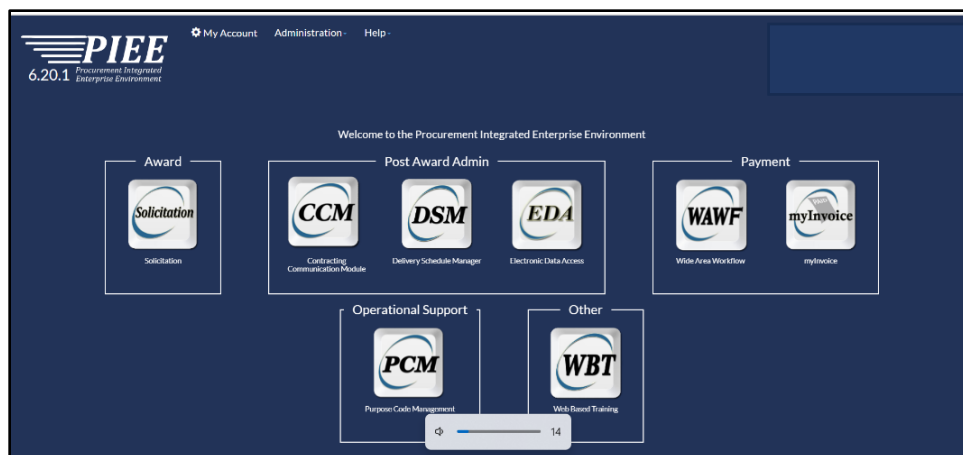 My Account Administration Help
PIEE
6.20.1 Procurement Integrated
Enterprise Environment
Welcome to the Procurement Integrated Enterprise Environment
Award Post Award Admin Payment
Solicitation CCM DSM EDA WAWF myInvoice
Solicitation Contracting Delivery Schedule Manager Electronic Data Access Wide Area Workflow myInvoice
Communication Module
Operational Support Other
PCM WBT
Purpose Code Management Web Based Training
14